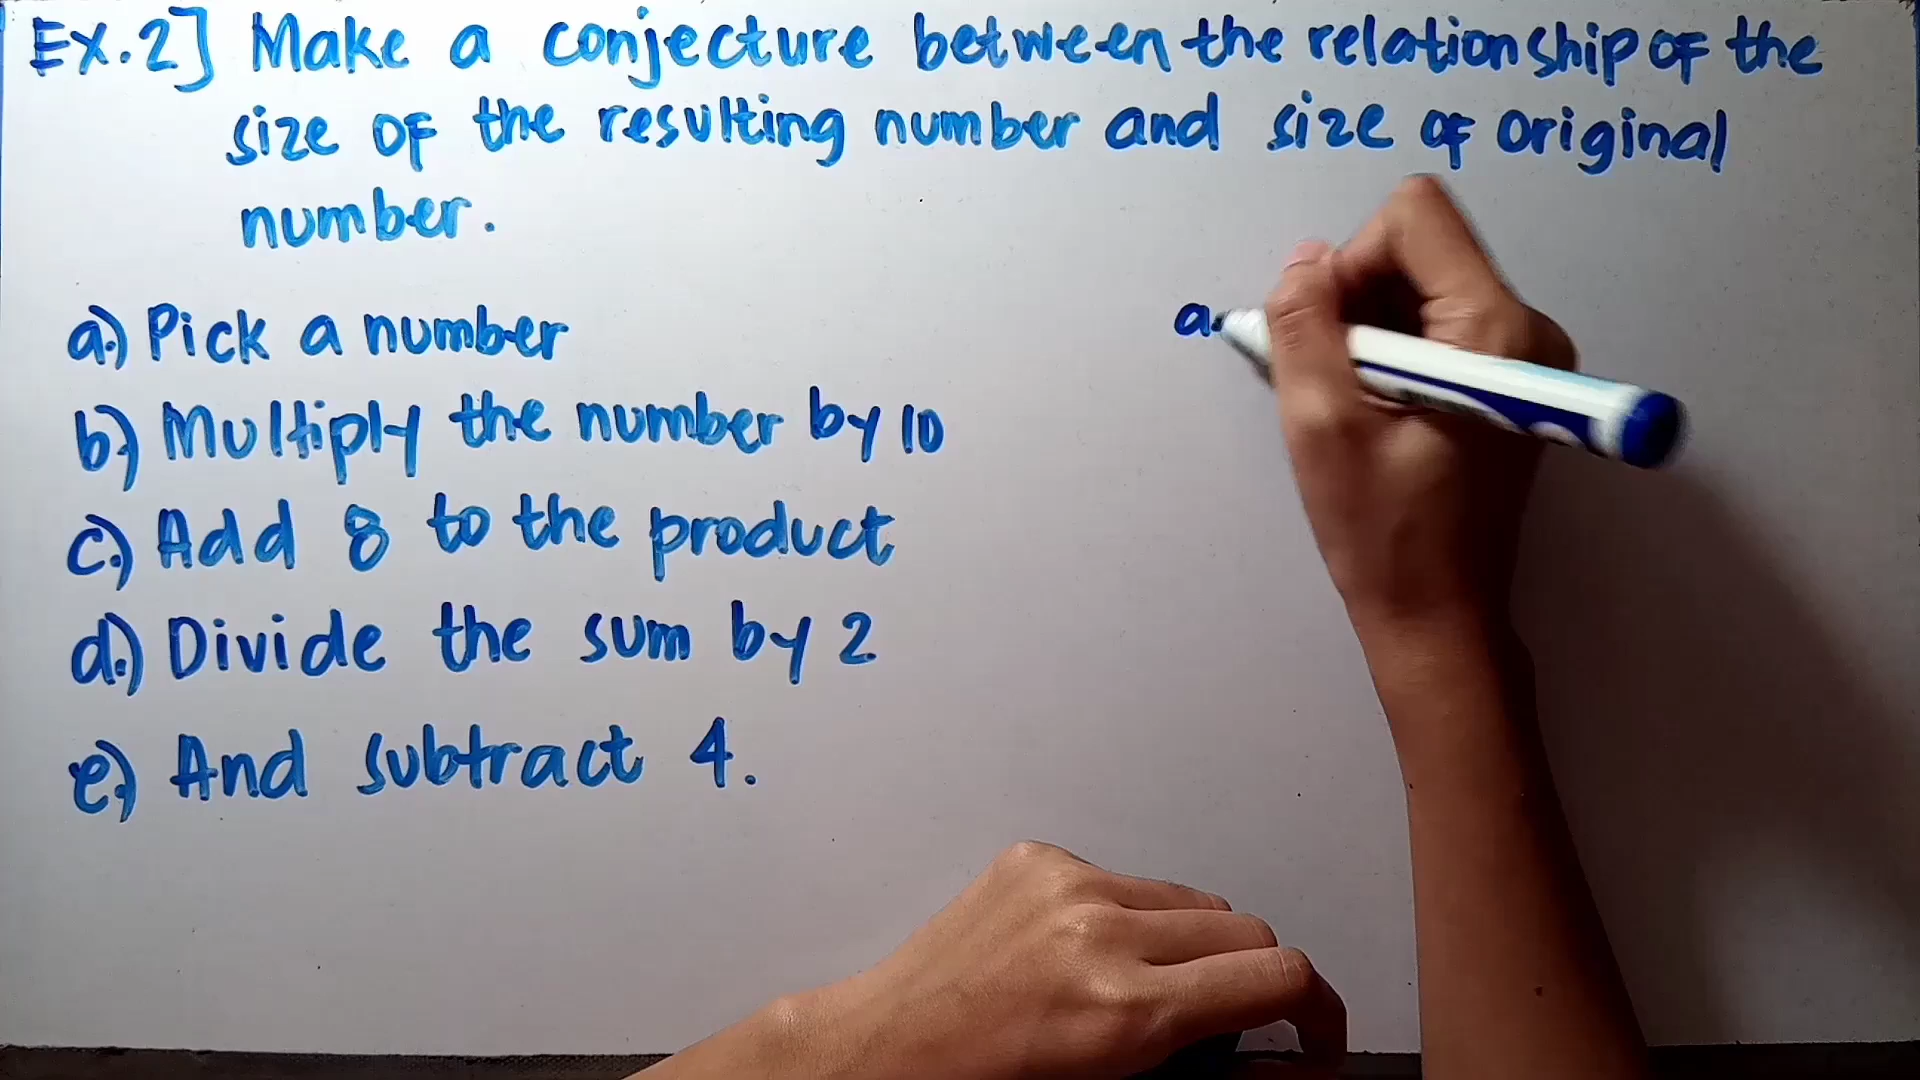 EX.2] Make a conjecture between the relationship of the
size of the resulting number and size of original
number.
a.) Pick a number
b.) Multiply the number by 10
c.) Add 8 to the product
d.) Divide the sum by 2
e.) And subtract 4.
a.